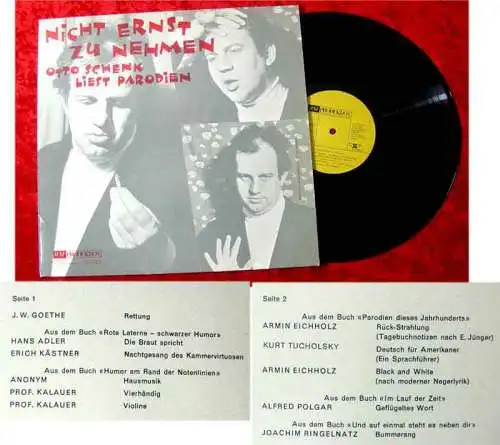 NiCHT ERNST
ZU NEHMEN
OTTO SCHENK
LiEST PARODiEN
Seite 1
J. W. GOETHE Rettung
Aus dem Buch «Rote Laterne – schwarzer Humor»
HANS ADLER Die Braut spricht
ERICH KÄSTNER Nachtgesang des Kammervirtuosen
Aus dem Buch «Humor am Rand der Notenlinien»
ANONYM Hausmusik
PROF. KALAUER Vierhändig
PROF. KALAUER Violine
Seite 2
Aus dem Buch «Parodien dieses Jahrhunderts»
ARMIN EICHHOLZ Rück-Strahlung
(Tagebuchnotizen nach E. Jünger)
KURT TUCHOLSKY Deutsch für Amerikaner
(Ein Sprachführer)
ARMIN EICHHOLZ Black and White
(nach moderner Negerlyrik)
Aus dem Buch «Im Lauf der Zeit»
ALFRED POLGAR Geflügeltes Wort
Aus dem Buch «Und auf einmal steht es neben dir»
JOACHIM RINGELNATZ Bummerang